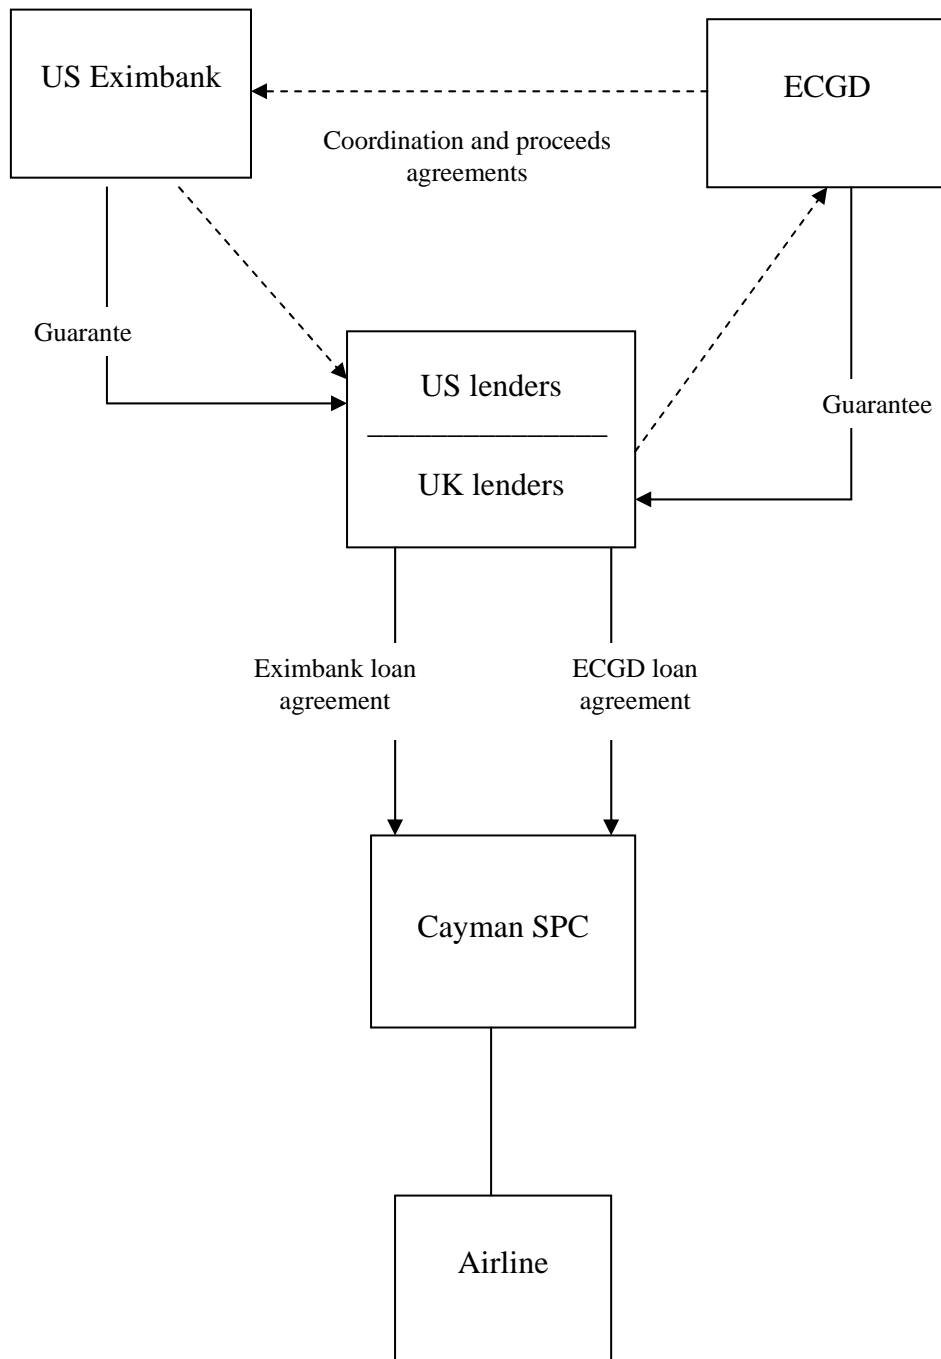 US Eximbank
ECGD
Coordination and proceeds
agreements
Guarante
US lenders
Guarantee
UK lenders
Eximbank loan
agreement
ECGD loan
agreement
Cayman SPC
Airline